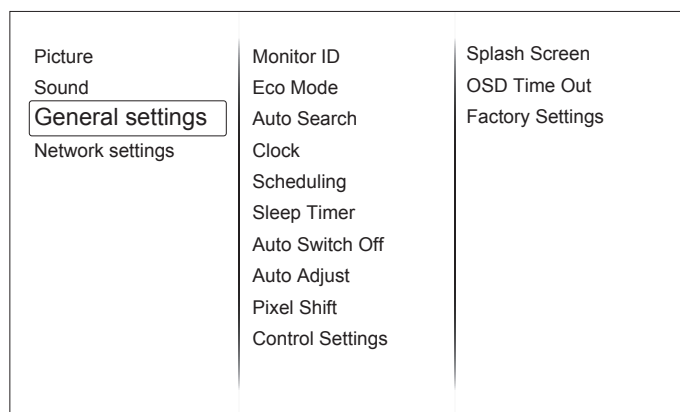 Picture
Sound
General settings
Network settings
Monitor ID
Eco Mode
Auto Search
Clock
Scheduling
Sleep Timer
Auto Switch Off
Auto Adjust
Pixel Shift
Control Settings
Splash Screen
OSD Time Out
Factory Settings